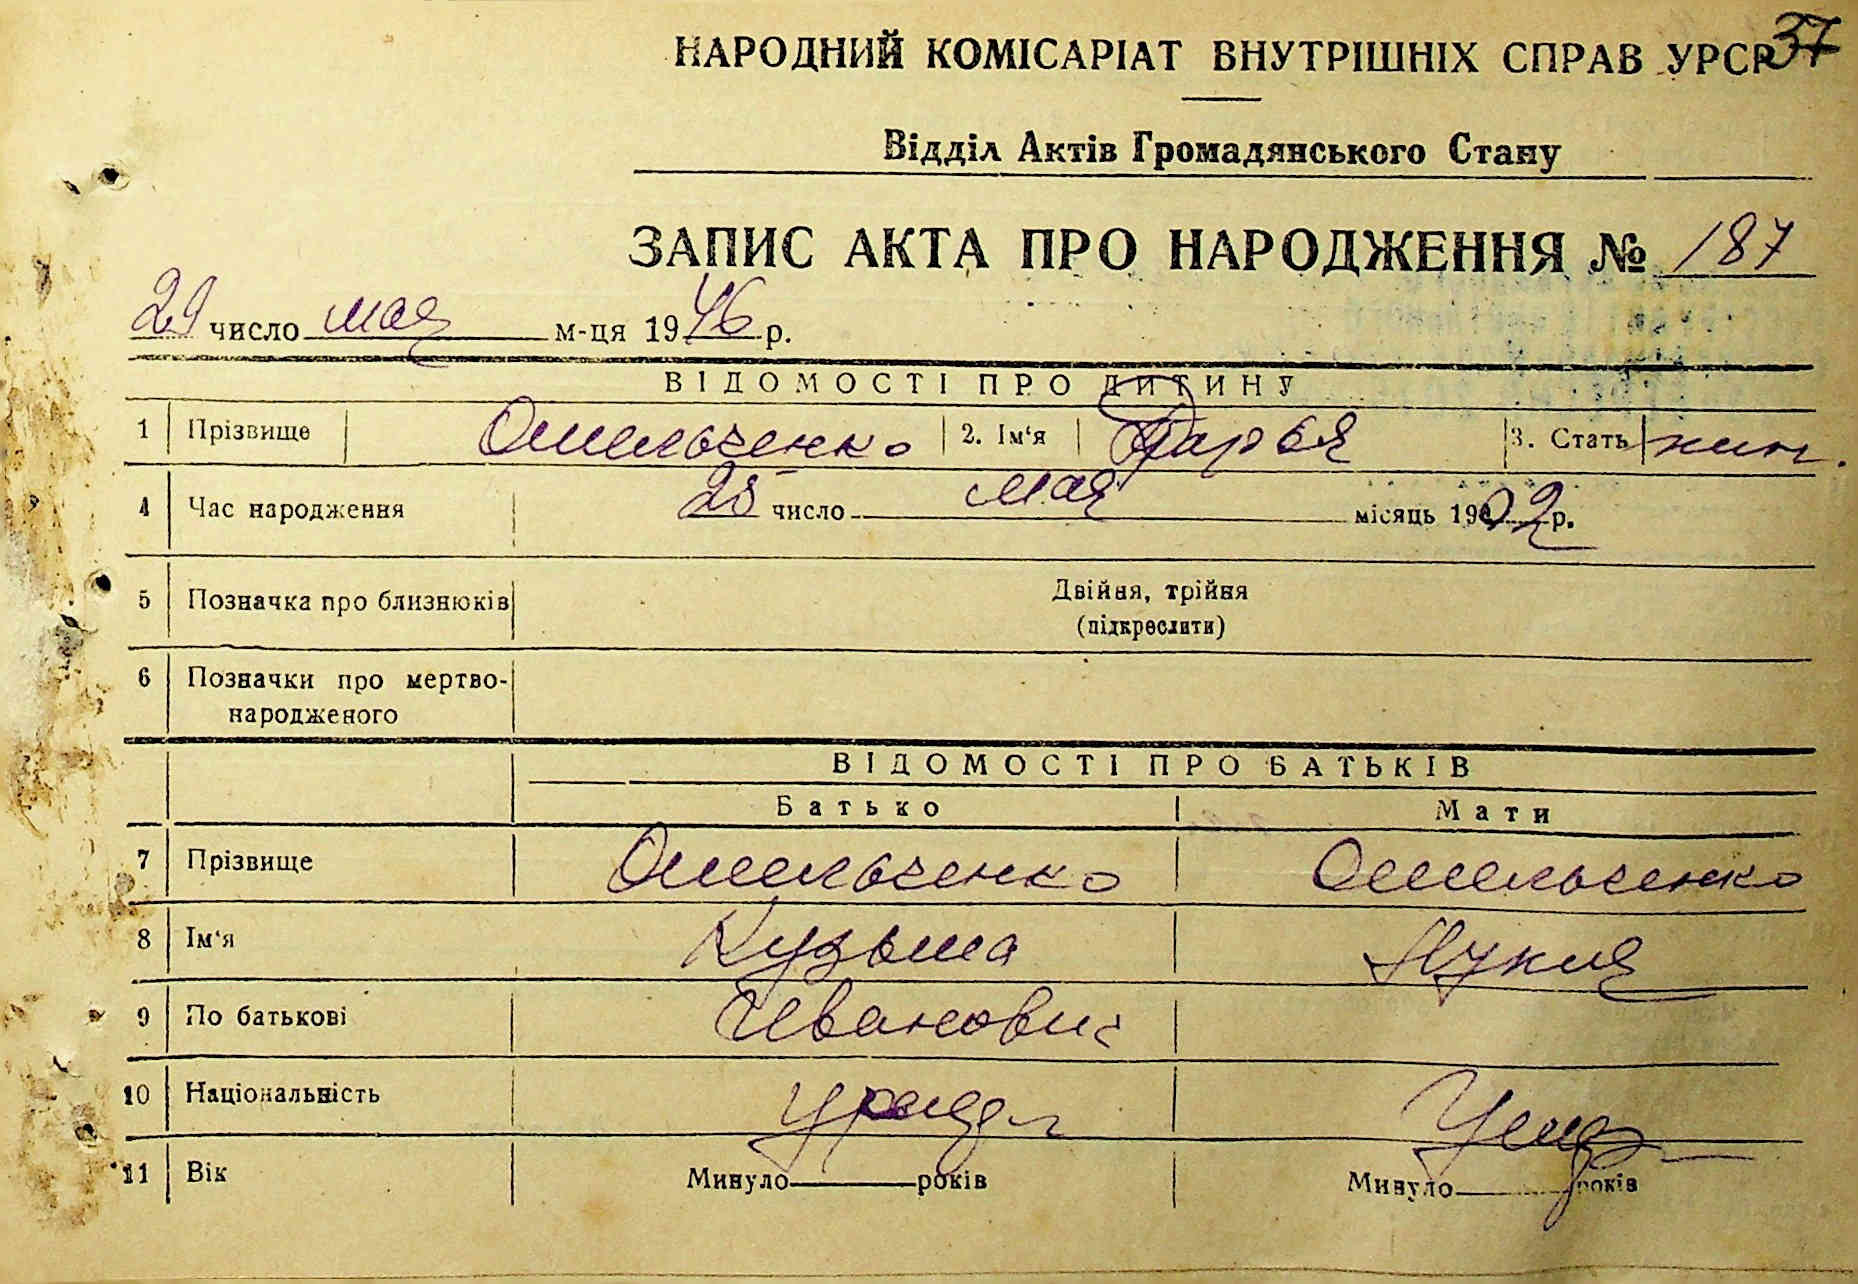 37
НАРОДНИЙ КОМІСАРІАТ ВНУТРІШНІХ СПРАВ УРСР
Відділ Актів Громадянського Стану
ЗАПИС АКТА ПРО НАРОДЖЕННЯ № 187
29 число мая м-ця 1946 р.
ВІДОМОСТІ ПРО ДИТИНУ
1 Прізвище Омельченко 2. Ім'я Дарья 3. Стать
4 Час народження 25 число мая місяць 1902 р.
5 Позначка про близнюків Двійня, трійня
(підкреслити)
6 Позначки про мертво-
народженого
ВІДОМОСТІ ПРО БАТЬКІВ
Батько Мати
7 Прізвище Омельченко Омельченко
8 Ім'я Кузьма
9 По батькові Иванович
10 Національність
11 Вік Минуло років Минуло років